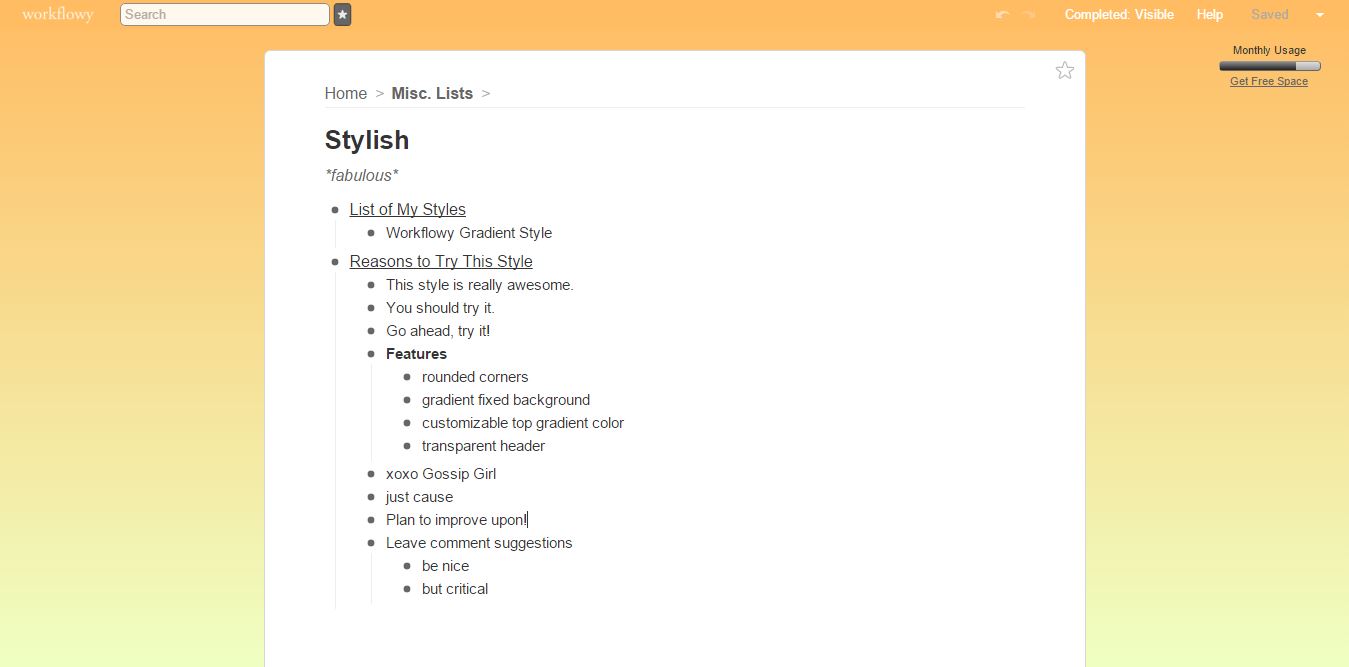 workflowy Search Completed: Visible Help Saved
Monthly Usage
Get Free Space
Home > Misc. Lists >
Stylish
*fabulous*
List of My Styles
Workflowy Gradient Style
Reasons to Try This Style
This style is really awesome.
You should try it.
Go ahead, try it!
Features
rounded corners
gradient fixed background
customizable top gradient color
transparent header
xoxo Gossip Girl
just cause
Plan to improve upon!
Leave comment suggestions
be nice
but critical